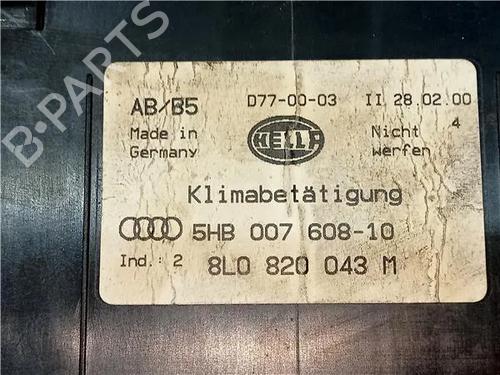 B-PARTS
AB/B5 D77-00-03 II 28.02.00
Made in Germany HELLA Nicht werfen 4
Klimabetätigung
5HB 007 608-10
Ind.: 2 8L0 820 043 M